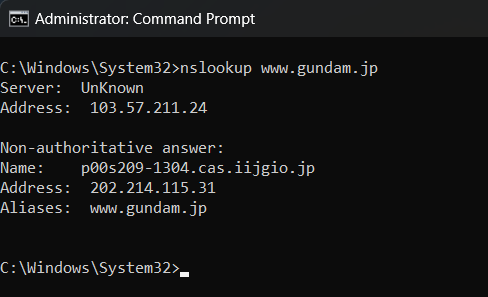 Administrator: Command Prompt
C:\Windows\System32>nslookup www.gundam.jp
Server:  UnKnown
Address:  103.57.211.24
Non-authoritative answer:
Name:    p00s209-1304.cas.iijgio.jp
Address:  202.214.115.31
Aliases:  www.gundam.jp
C:\Windows\System32>